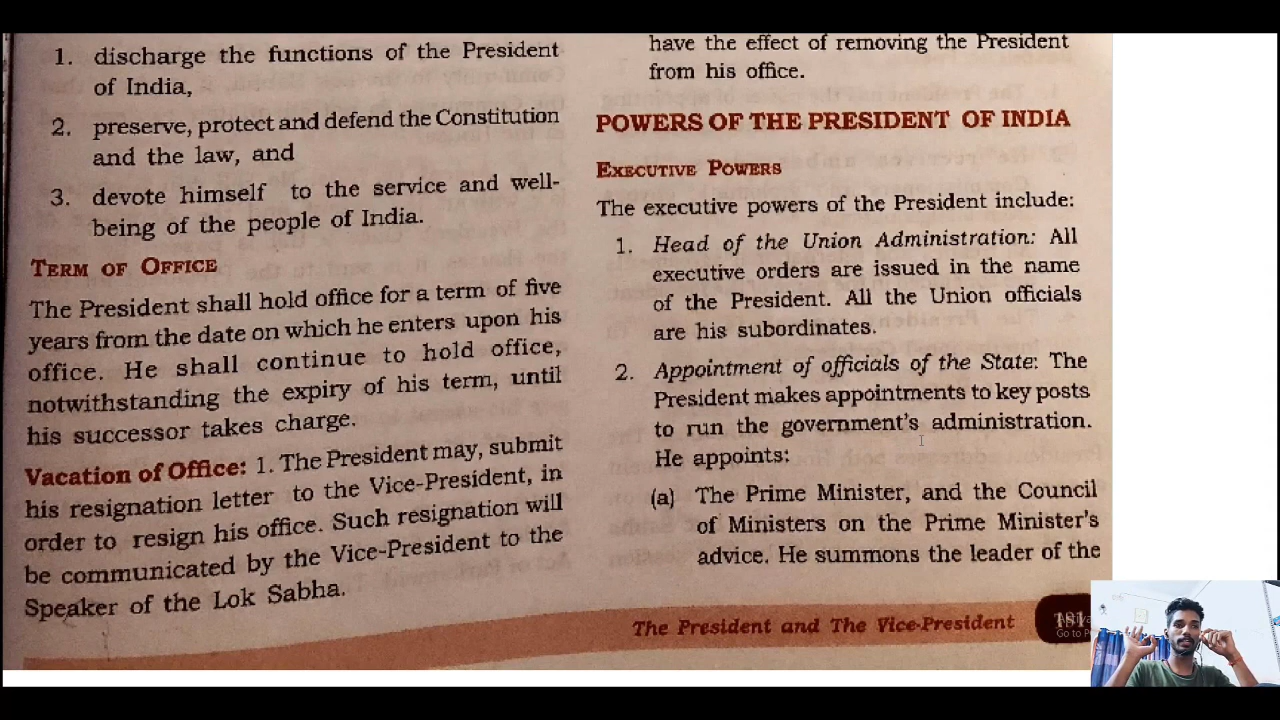 1. discharge the functions of the President
of India,
2. preserve, protect and defend the Constitution
and the law, and
3. devote himself to the service and well-
being of the people of India.
TERM OF OFFICE
The President shall hold office for a term of five
years from the date on which he enters upon his
office. He shall continue to hold office,
notwithstanding the expiry of his term, until
his successor takes charge.
Vacation of Office: 1. The President may, submit
his resignation letter to the Vice-President, in
order to resign his office. Such resignation will
be communicated by the Vice-President to the
Speaker of the Lok Sabha.
have the effect of removing the President
from his office.
POWERS OF THE PRESIDENT OF INDIA
EXECUTIVE POWERS
The executive powers of the President include:
1. Head of the Union Administration: All
executive orders are issued in the name
of the President. All the Union officials
are his subordinates.
2. Appointment of officials of the State: The
President makes appointments to key posts
to run the government's administration.
He appoints:
(a) The Prime Minister, and the Council
of Ministers on the Prime Minister's
advice. He summons the leader of the
The President and The Vice-President
181
Go to